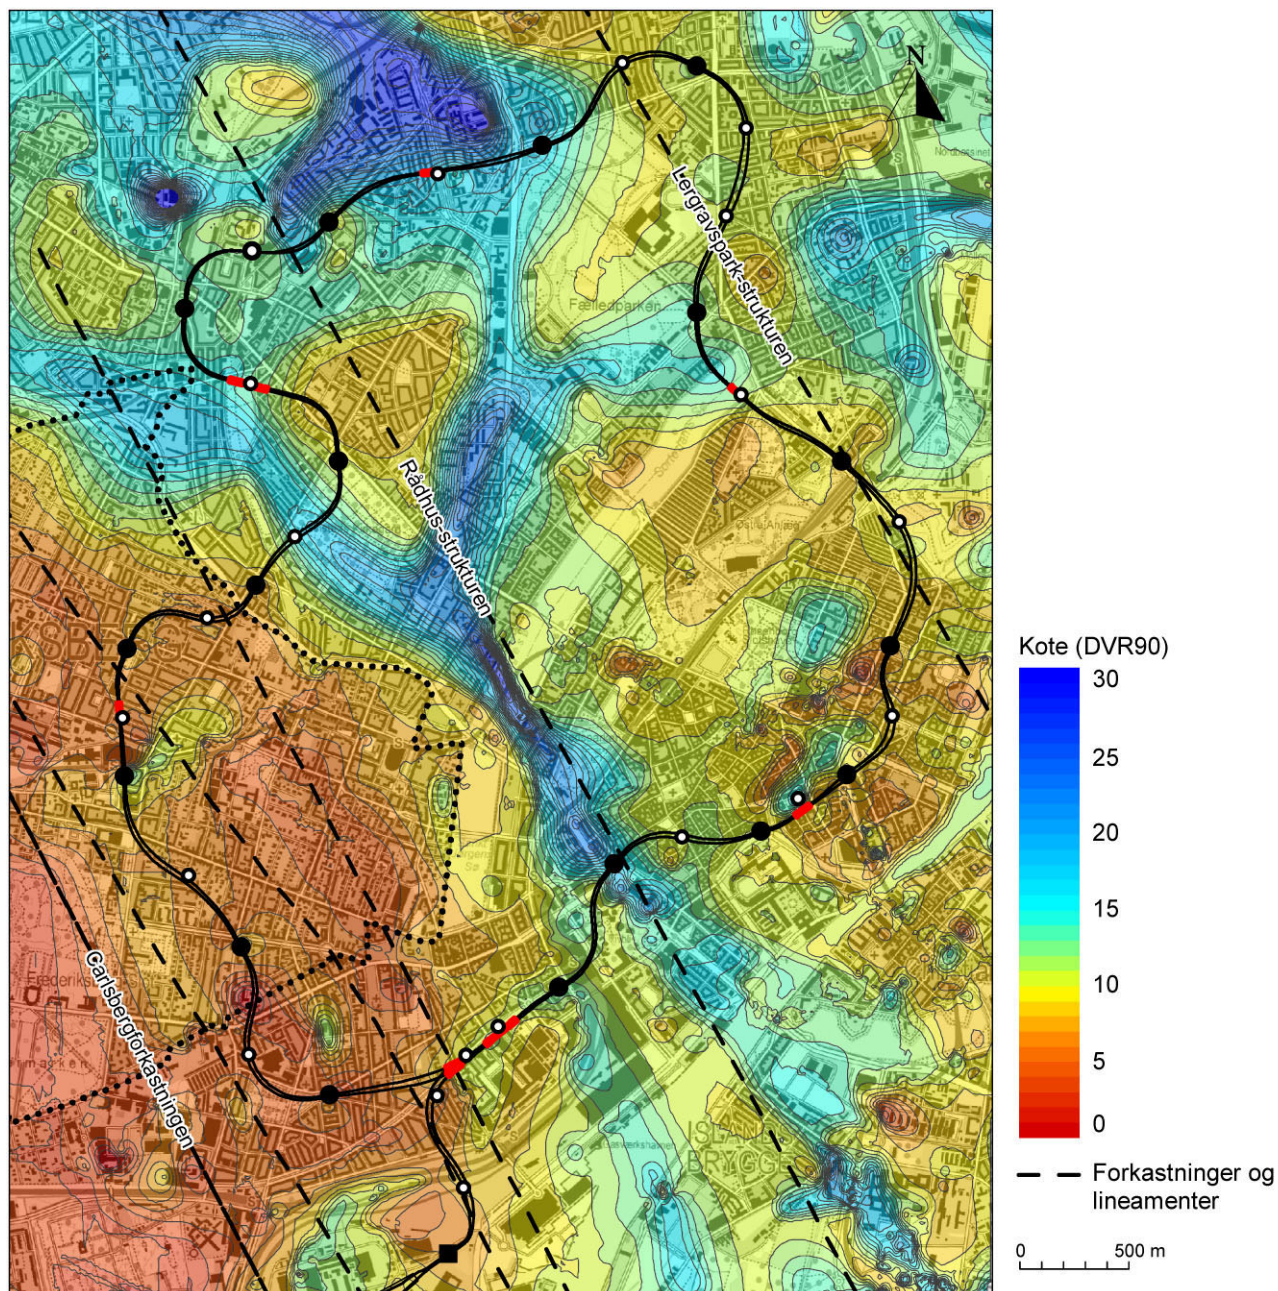 N
Nordbassinet
Lergravspark-strukturen
Fælledparken
Rådhus-strukturen
Carlsbergforkastningen
ISLANDS
BRYGGE
Kote (DVR90)
30
25
20
15
10
5
0
Forkastninger og
lineamenter
0 500 m